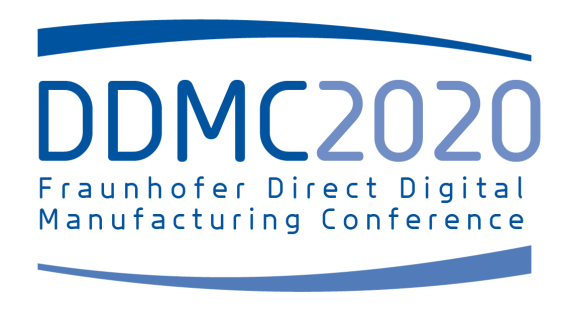 DDMC2020
Fraunhofer Direct Digital
Manufacturing Conference